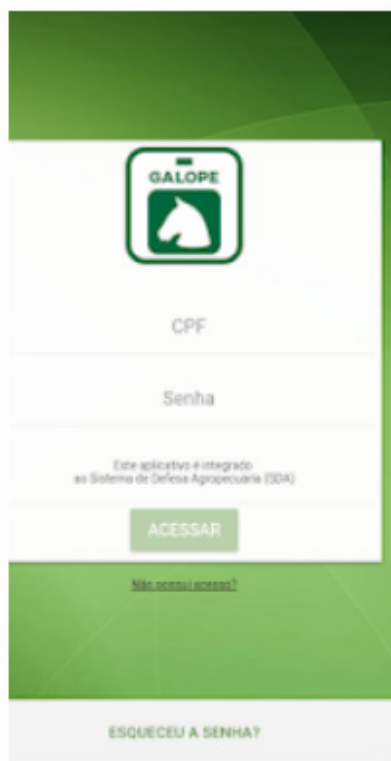 GALOPE
CPF
Senha
Este aplicativo é integrado
ao Sistema de Defesa Agropecuária (SDA)
ACESSAR
Não possui acesso?
ESQUECEU A SENHA?